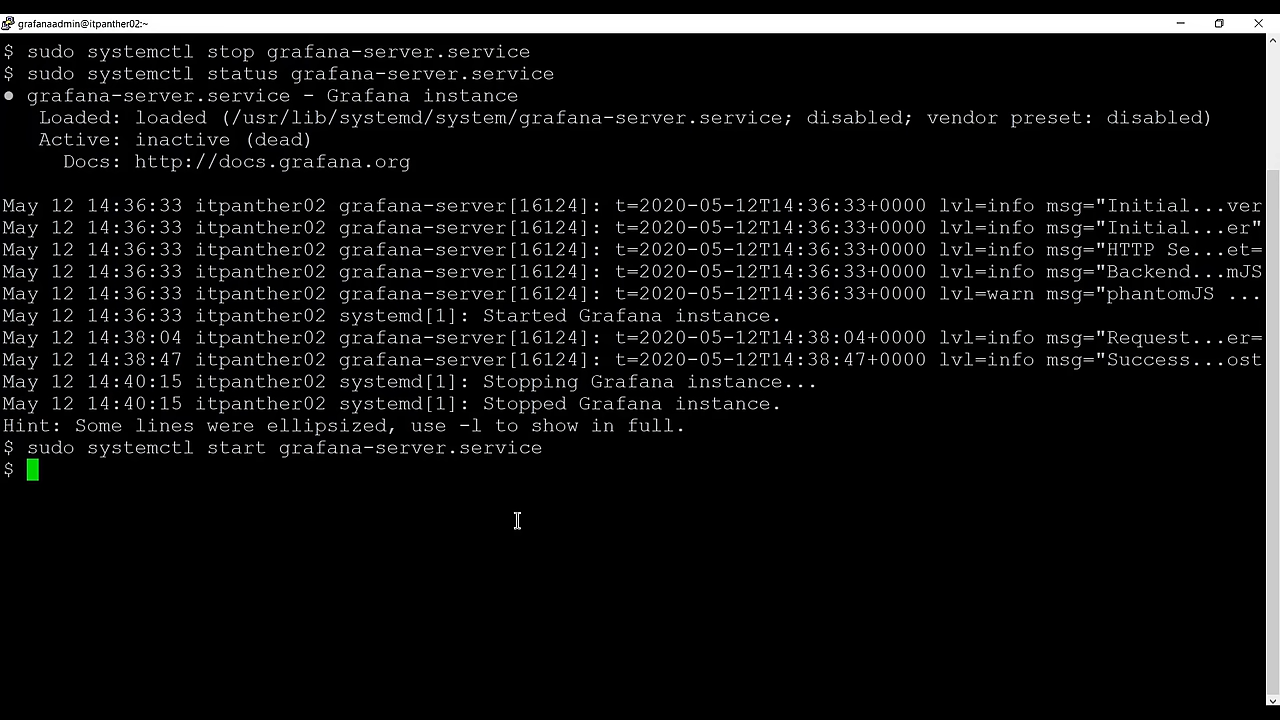 grafanaadmin@itpanther02:~
$ sudo systemctl stop grafana-server.service
$ sudo systemctl status grafana-server.service
● grafana-server.service - Grafana instance
Loaded: loaded (/usr/lib/systemd/system/grafana-server.service; disabled; vendor preset: disabled)
Active: inactive (dead)
Docs: http://docs.grafana.org
May 12 14:36:33 itpanther02 grafana-server[16124]: t=2020-05-12T14:36:33+0000 lvl=info msg="Initial...ver
May 12 14:36:33 itpanther02 grafana-server[16124]: t=2020-05-12T14:36:33+0000 lvl=info msg="Initial...er"
May 12 14:36:33 itpanther02 grafana-server[16124]: t=2020-05-12T14:36:33+0000 lvl=info msg="HTTP Se...et=
May 12 14:36:33 itpanther02 grafana-server[16124]: t=2020-05-12T14:36:33+0000 lvl=info msg="Backend...mJS
May 12 14:36:33 itpanther02 grafana-server[16124]: t=2020-05-12T14:36:33+0000 lvl=warn msg="phantomJS ...
May 12 14:36:33 itpanther02 systemd[1]: Started Grafana instance.
May 12 14:38:04 itpanther02 grafana-server[16124]: t=2020-05-12T14:38:04+0000 lvl=info msg="Request...er=
May 12 14:38:47 itpanther02 grafana-server[16124]: t=2020-05-12T14:38:47+0000 lvl=info msg="Success...ost
May 12 14:40:15 itpanther02 systemd[1]: Stopping Grafana instance...
May 12 14:40:15 itpanther02 systemd[1]: Stopped Grafana instance.
Hint: Some lines were ellipsized, use -l to show in full.
$ sudo systemctl start grafana-server.service
$